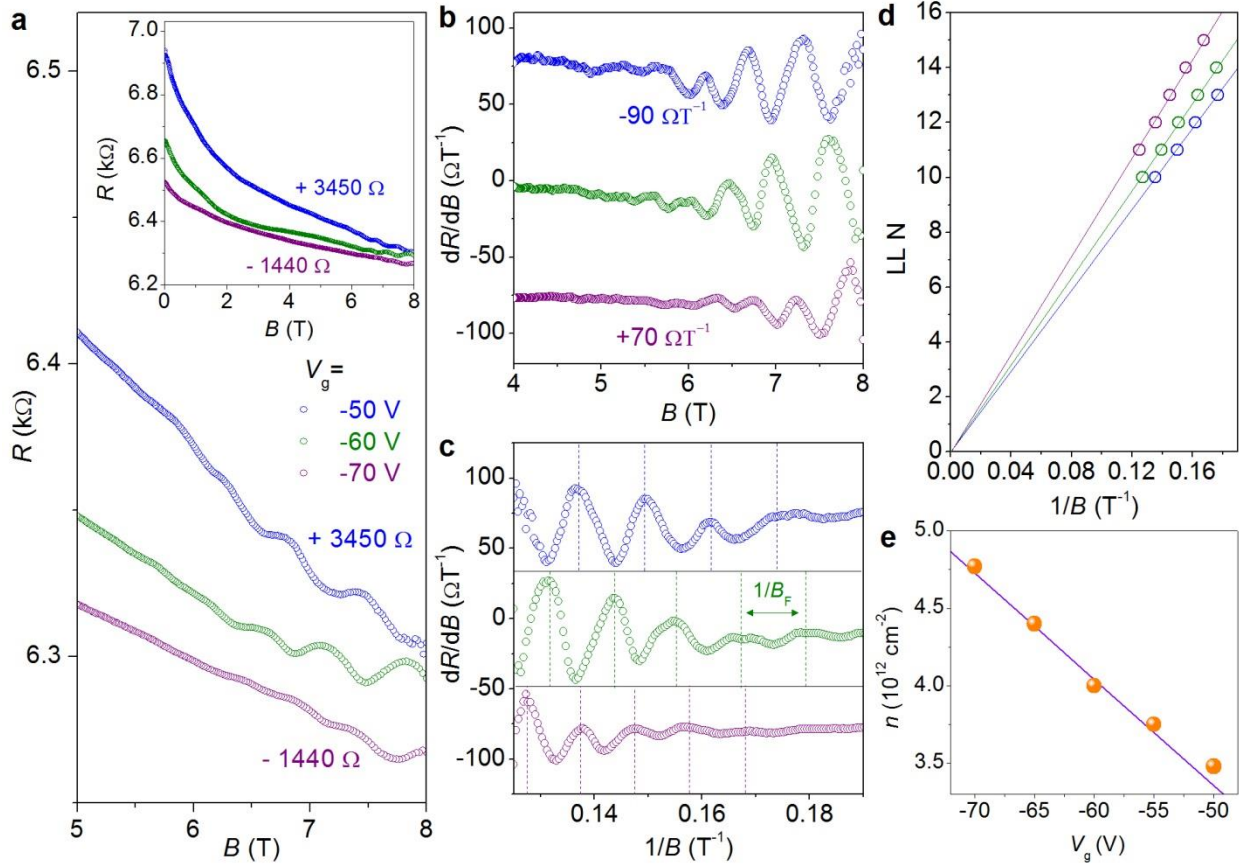 a
7.0
6.8
6.6
6.4
6.2
R (kΩ)
+ 3450 Ω
- 1440 Ω
0 2 4 6 8
B (T)
6.5
6.4
6.3
R (kΩ)
V_g=
-50 V
-60 V
-70 V
+ 3450 Ω
- 1440 Ω
5 6 7 8
B (T)
b
100
50
0
-50
-100
dR/dB (ΩT⁻¹)
-90 ΩT⁻¹
+70 ΩT⁻¹
4 5 6 7 8
B (T)
c
100
50
0
-50
-100
dR/dB (ΩT⁻¹)
1/B_F
0.14 0.16 0.18
1/B (T⁻¹)
d
16
14
12
10
8
6
4
2
0
LL N
0.00 0.04 0.08 0.12 0.16
1/B (T⁻¹)
e
5.0
4.5
4.0
3.5
n (10¹² cm⁻²)
-70 -65 -60 -55 -50
V_g (V)